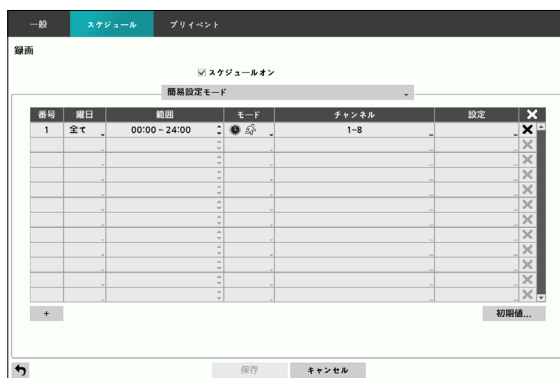 一般 スケジュール プリイベント
録画
スケジュールオン
簡易設定モード
番号 曜日 範囲 モード チャンネル 設定
1 全て 00:00 ~ 24:00 1~8 ...
+ 初期値...
保存 キャンセル